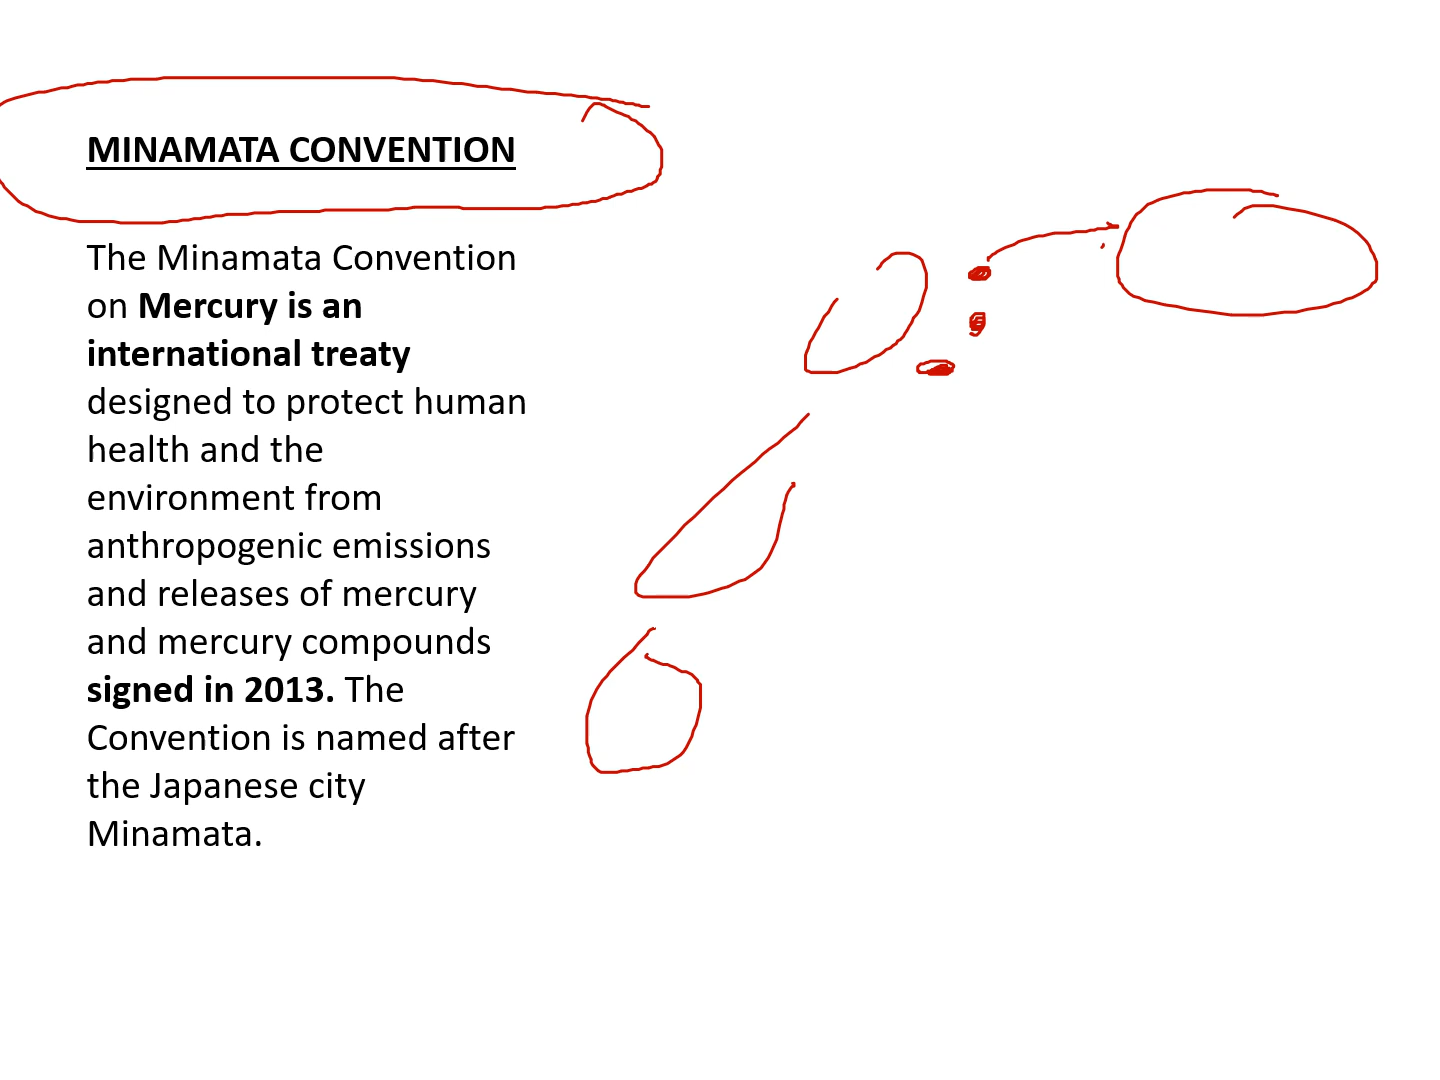 MINAMATA CONVENTION
The Minamata Convention
on Mercury is an
international treaty
designed to protect human
health and the
environment from
anthropogenic emissions
and releases of mercury
and mercury compounds
signed in 2013. The
Convention is named after
the Japanese city
Minamata.